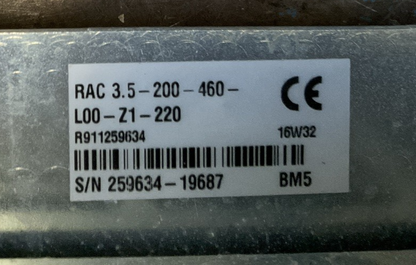 RAC 3.5-200-460-
L00-Z1-220
CE
R911259634 16W32
S/N 259634-19687 BM5